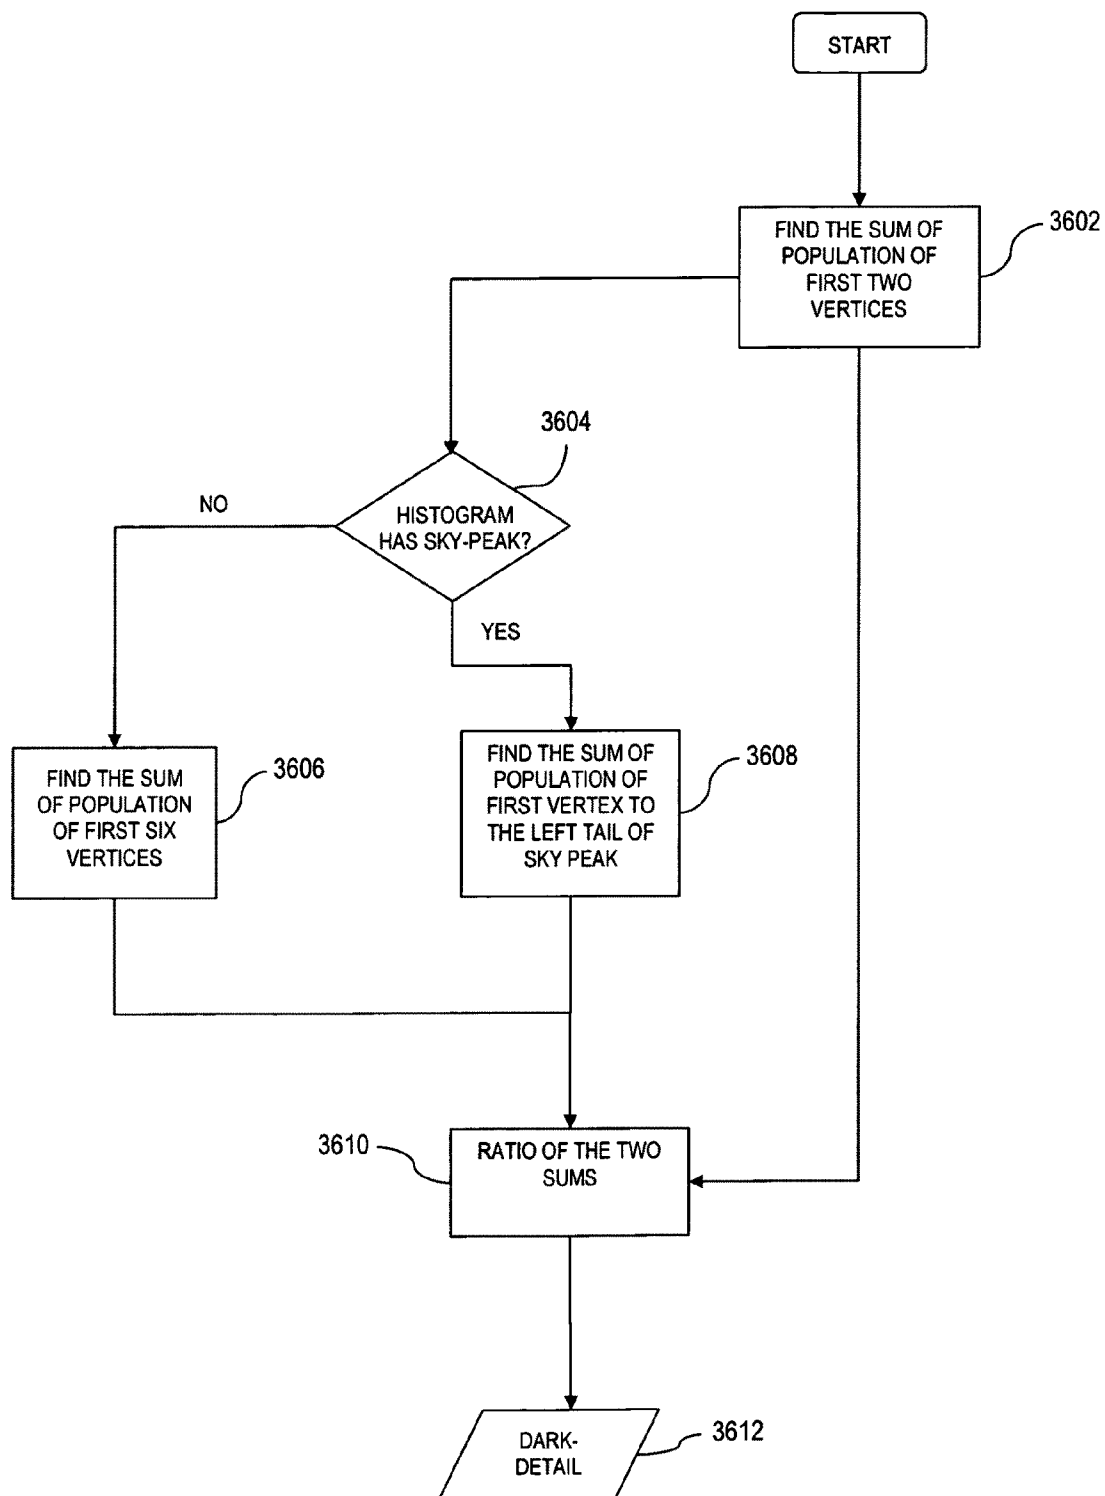 START
3602
FIND THE SUM OF
POPULATION OF
FIRST TWO
VERTICES
3604
NO
HISTOGRAM
HAS SKY-PEAK?
YES
3606
FIND THE SUM
OF POPULATION
OF FIRST SIX
VERTICES
3608
FIND THE SUM OF
POPULATION OF
FIRST VERTEX TO
THE LEFT TAIL OF
SKY PEAK
3610
RATIO OF THE TWO
SUMS
3612
DARK-
DETAIL